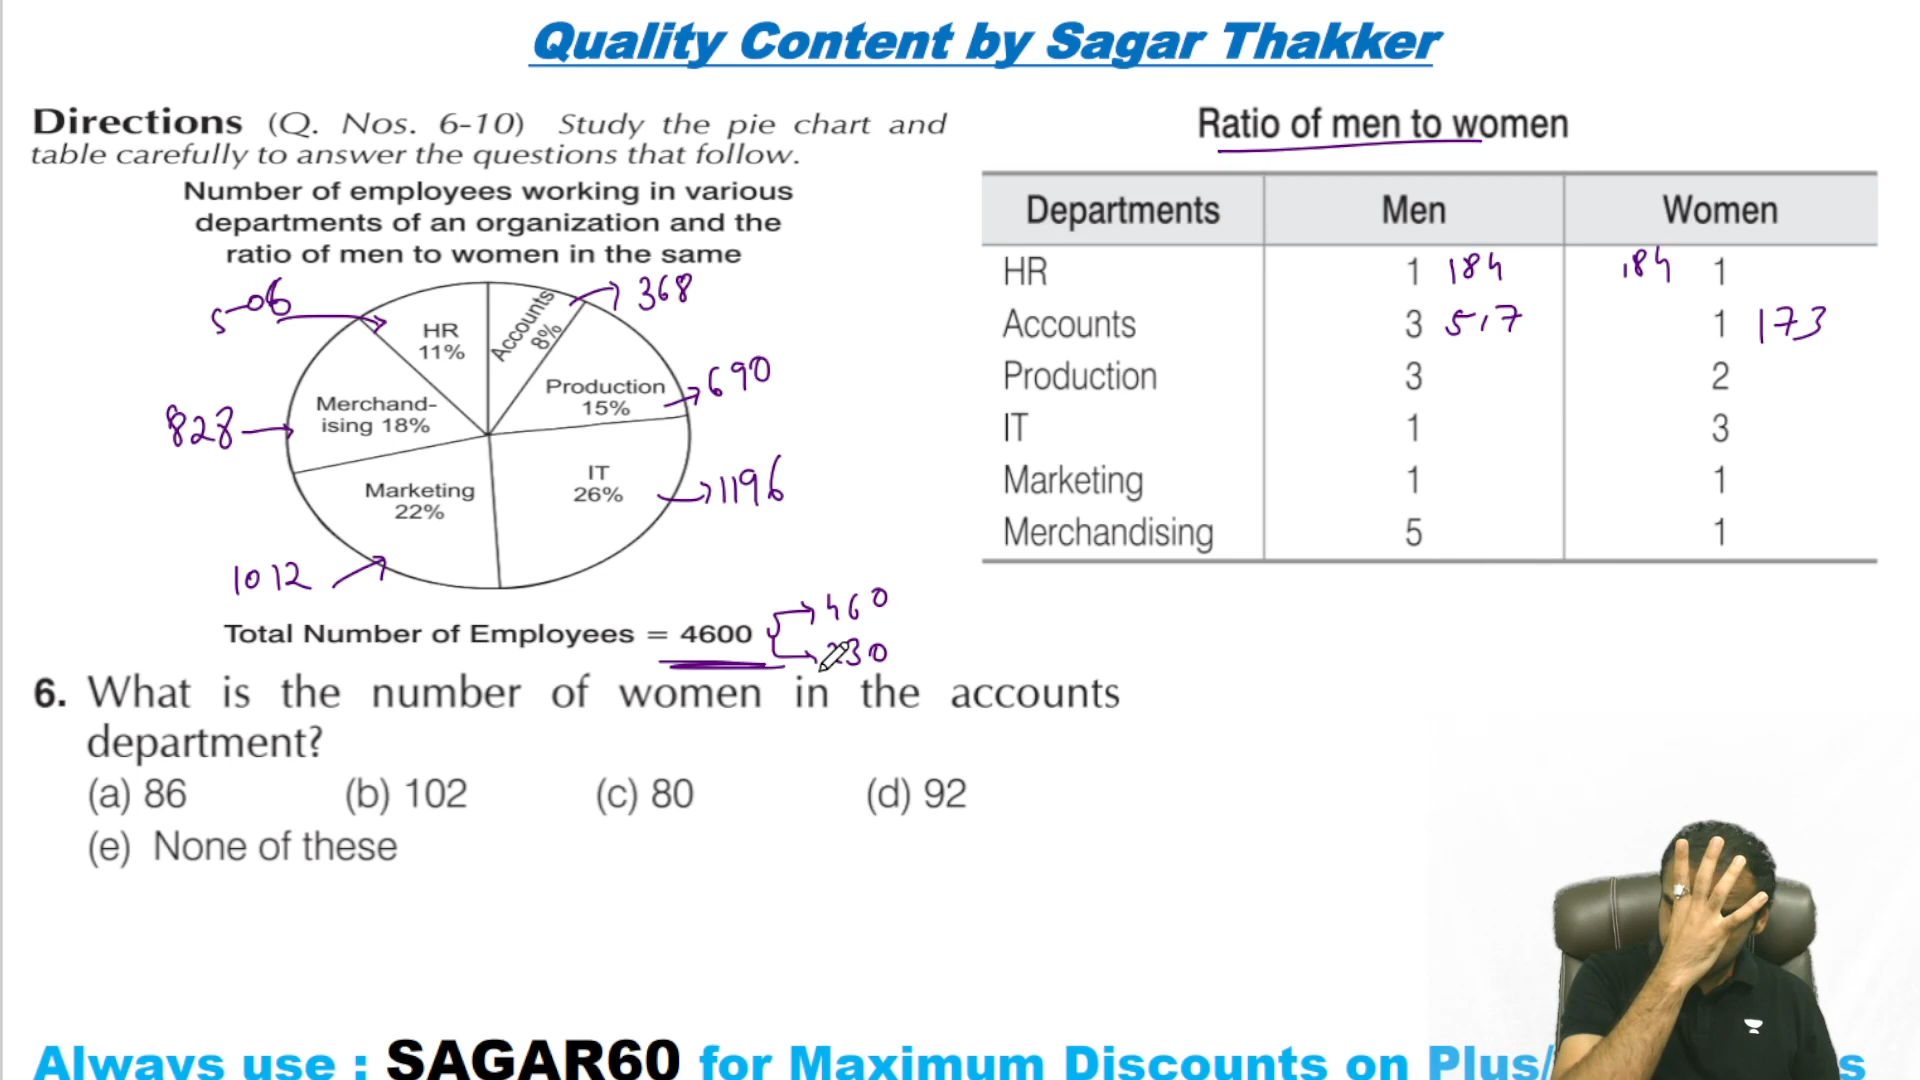 Quality Content by Sagar Thakker
Directions (Q. Nos. 6-10) Study the pie chart and
table carefully to answer the questions that follow.
Number of employees working in various
departments of an organization and the
ratio of men to women in the same
506
HR
11%
Accounts
8%
368
Production
15%
690
Merchand-
ising 18%
828
IT
26%
1196
Marketing
22%
1012
Total Number of Employees = 4600
460
230
Ratio of men to women
Departments Men Women
HR 1 184 184 1
Accounts 3 517 1 173
Production 3 2
IT 1 3
Marketing 1 1
Merchandising 5 1
6. What is the number of women in the accounts
department?
(a) 86 (b) 102 (c) 80 (d) 92
(e) None of these
Always use : SAGAR60 for Maximum Discounts on Plus/